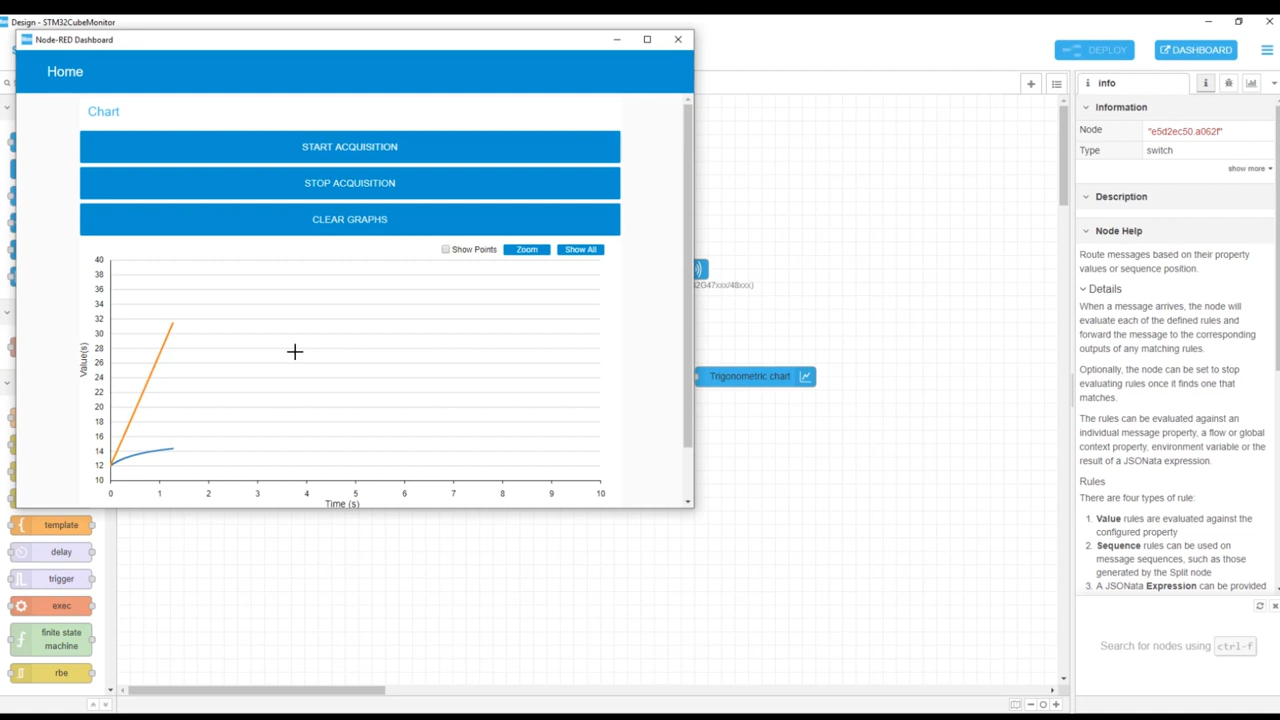 Design - STM32CubeMonitor
Node-RED Dashboard
DEPLOY
DASHBOARD
Home
Chart
START ACQUISITION
STOP ACQUISITION
CLEAR GRAPHS
Show Points
Zoom
Show All
40
38
36
34
32
30
28
26
24
22
20
18
16
14
12
10
Value(s)
0 1 2 3 4 5 6 7 8 9 10
Time (s)
2G47xxx/48xxx)
Trigonometric chart
template
delay
trigger
exec
finite state
machine
rbe
info
Information
Node "e5d2ec50.a062f"
Type switch
show more
Description
Node Help
Route messages based on their property
values or sequence position.
Details
When a message arrives, the node will
evaluate each of the defined rules and
forward the message to the corresponding
outputs of any matching rules.
Optionally, the node can be set to stop
evaluating rules once it finds one that
matches.
The rules can be evaluated against an
individual message property, a flow or global
context property, environment variable or the
result of a JSONata expression.
Rules
There are four types of rule:
1. Value rules are evaluated against the
configured property
2. Sequence rules can be used on
message sequences, such as those
generated by the Split node
3. A JSONata Expression can be provided
Search for nodes using ctrl-f